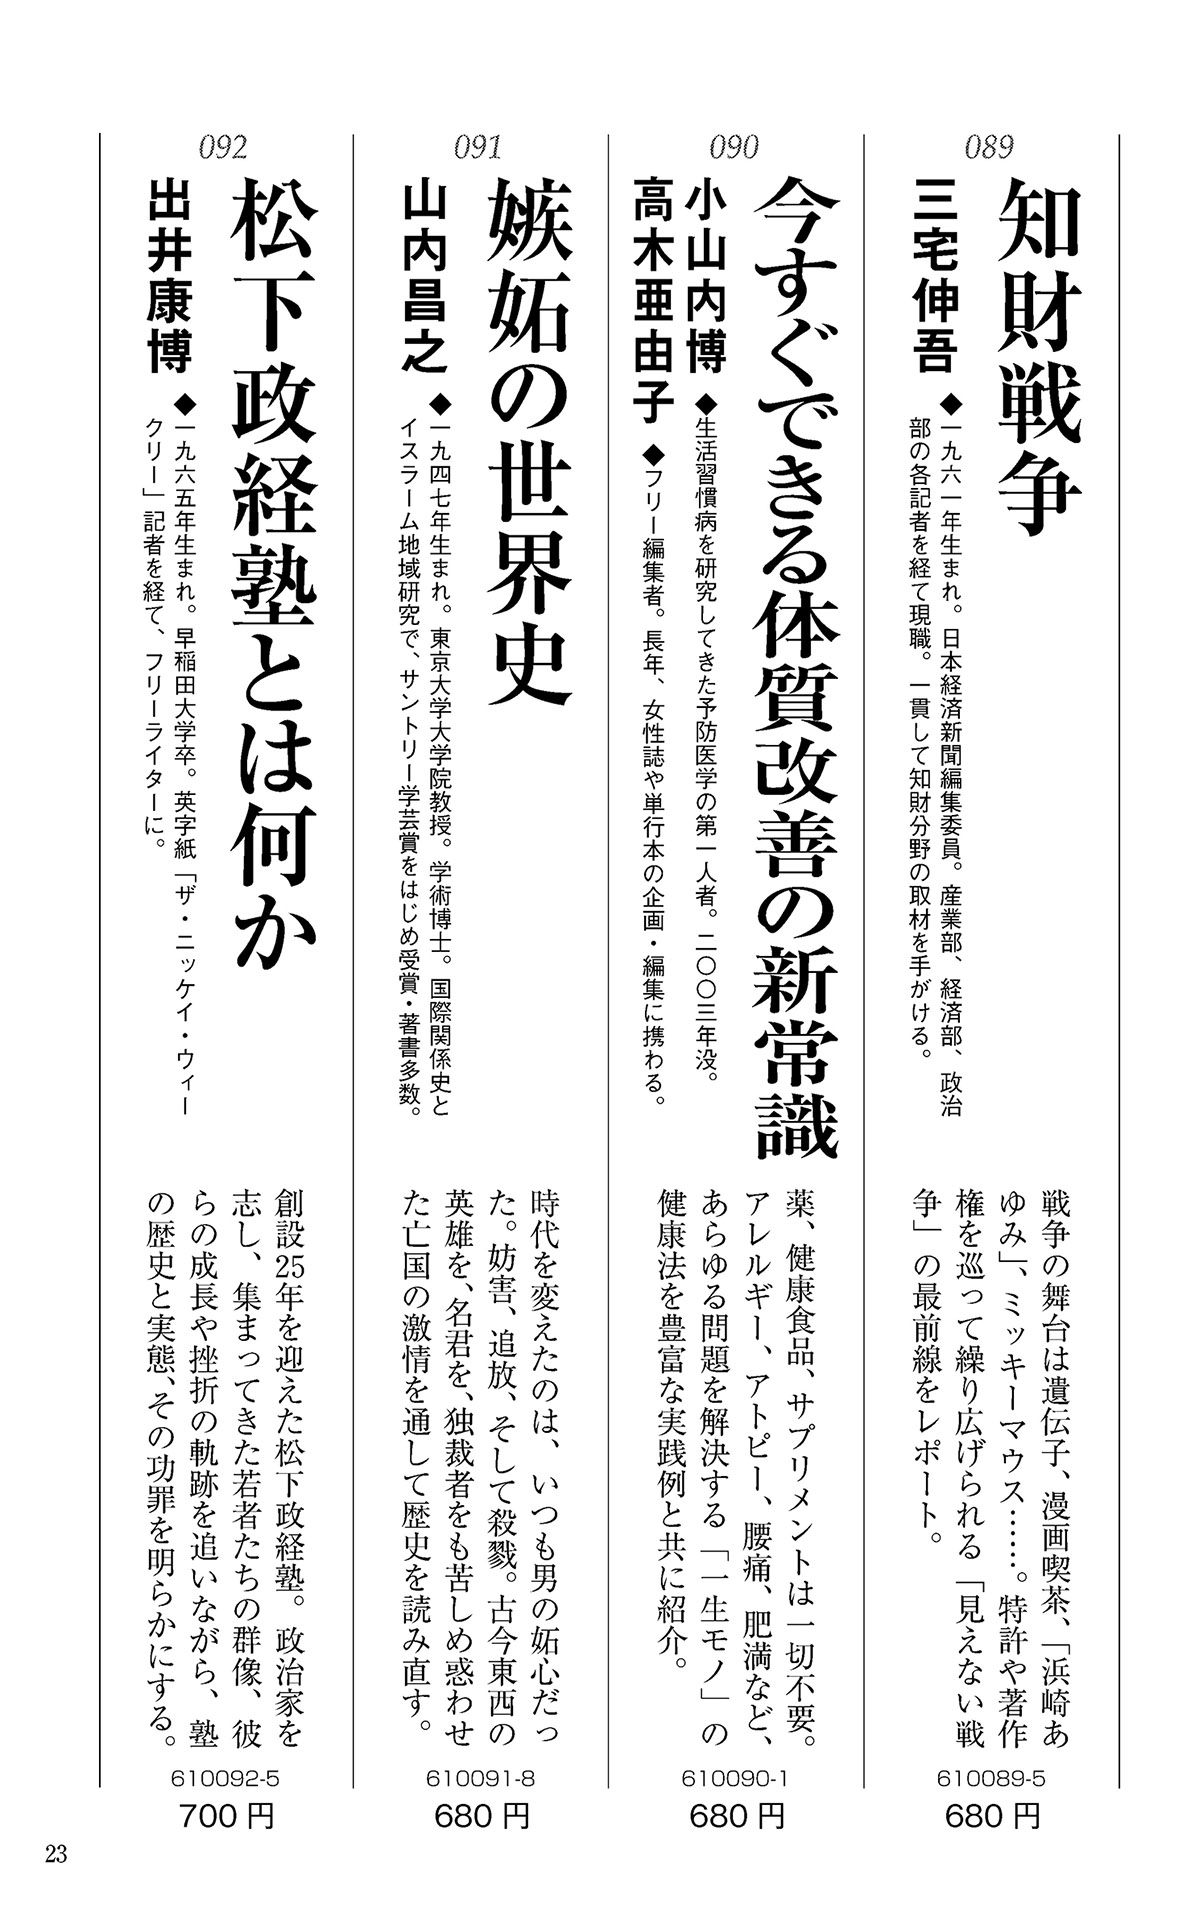 089
知財戦争
三宅伸吾
◆一九六一年生まれ。日本経済新聞編集委員。産業部、経済部、政治
部の各記者を経て現職。一貫して知財分野の取材を手がける。
戦争の舞台は遺伝子、漫画喫茶、「浜崎あ
ゆみ」、ミッキーマウス……。特許や著作
権を巡って繰り広げられる「見えない戦
争」の最前線をレポート。
610089-5
680円
090
今すぐできる体質改善の新常識
小山内博
◆生活習慣病を研究してきた予防医学の第一人者。二〇〇三年没。
高木亜由子
◆フリー編集者。長年、女性誌や単行本の企画・編集に携わる。
薬、健康食品、サプリメントは一切不要。
アレルギー、アトピー、腰痛、肥満など、
あらゆる問題を解決する「一生モノ」の
健康法を豊富な実践例と共に紹介。
610090-1
680円
091
嫉妬の世界史
山内昌之
◆一九四七年生まれ。東京大学大学院教授。学術博士。国際関係史と
イスラーム地域研究で、サントリー学芸賞をはじめ受賞・著書多数。
時代を変えたのは、いつも男の妬心だっ
た。妨害、追放、そして殺戮。古今東西の
英雄を、名君を、独裁者をも苦しめ惑わせ
た亡国の激情を通して歴史を読み直す。
610091-8
680円
092
松下政経塾とは何か
出井康博
◆一九六五年生まれ。早稲田大学卒。英字紙「ザ・ニッケイ・ウィー
クリー」記者を経て、フリーライターに。
創設25年を迎えた松下政経塾。政治家を
志し、集まってきた若者たちの群像、彼
らの成長や挫折の軌跡を追いながら、塾
の歴史と実態、その功罪を明らかにする。
610092-5
700円
23